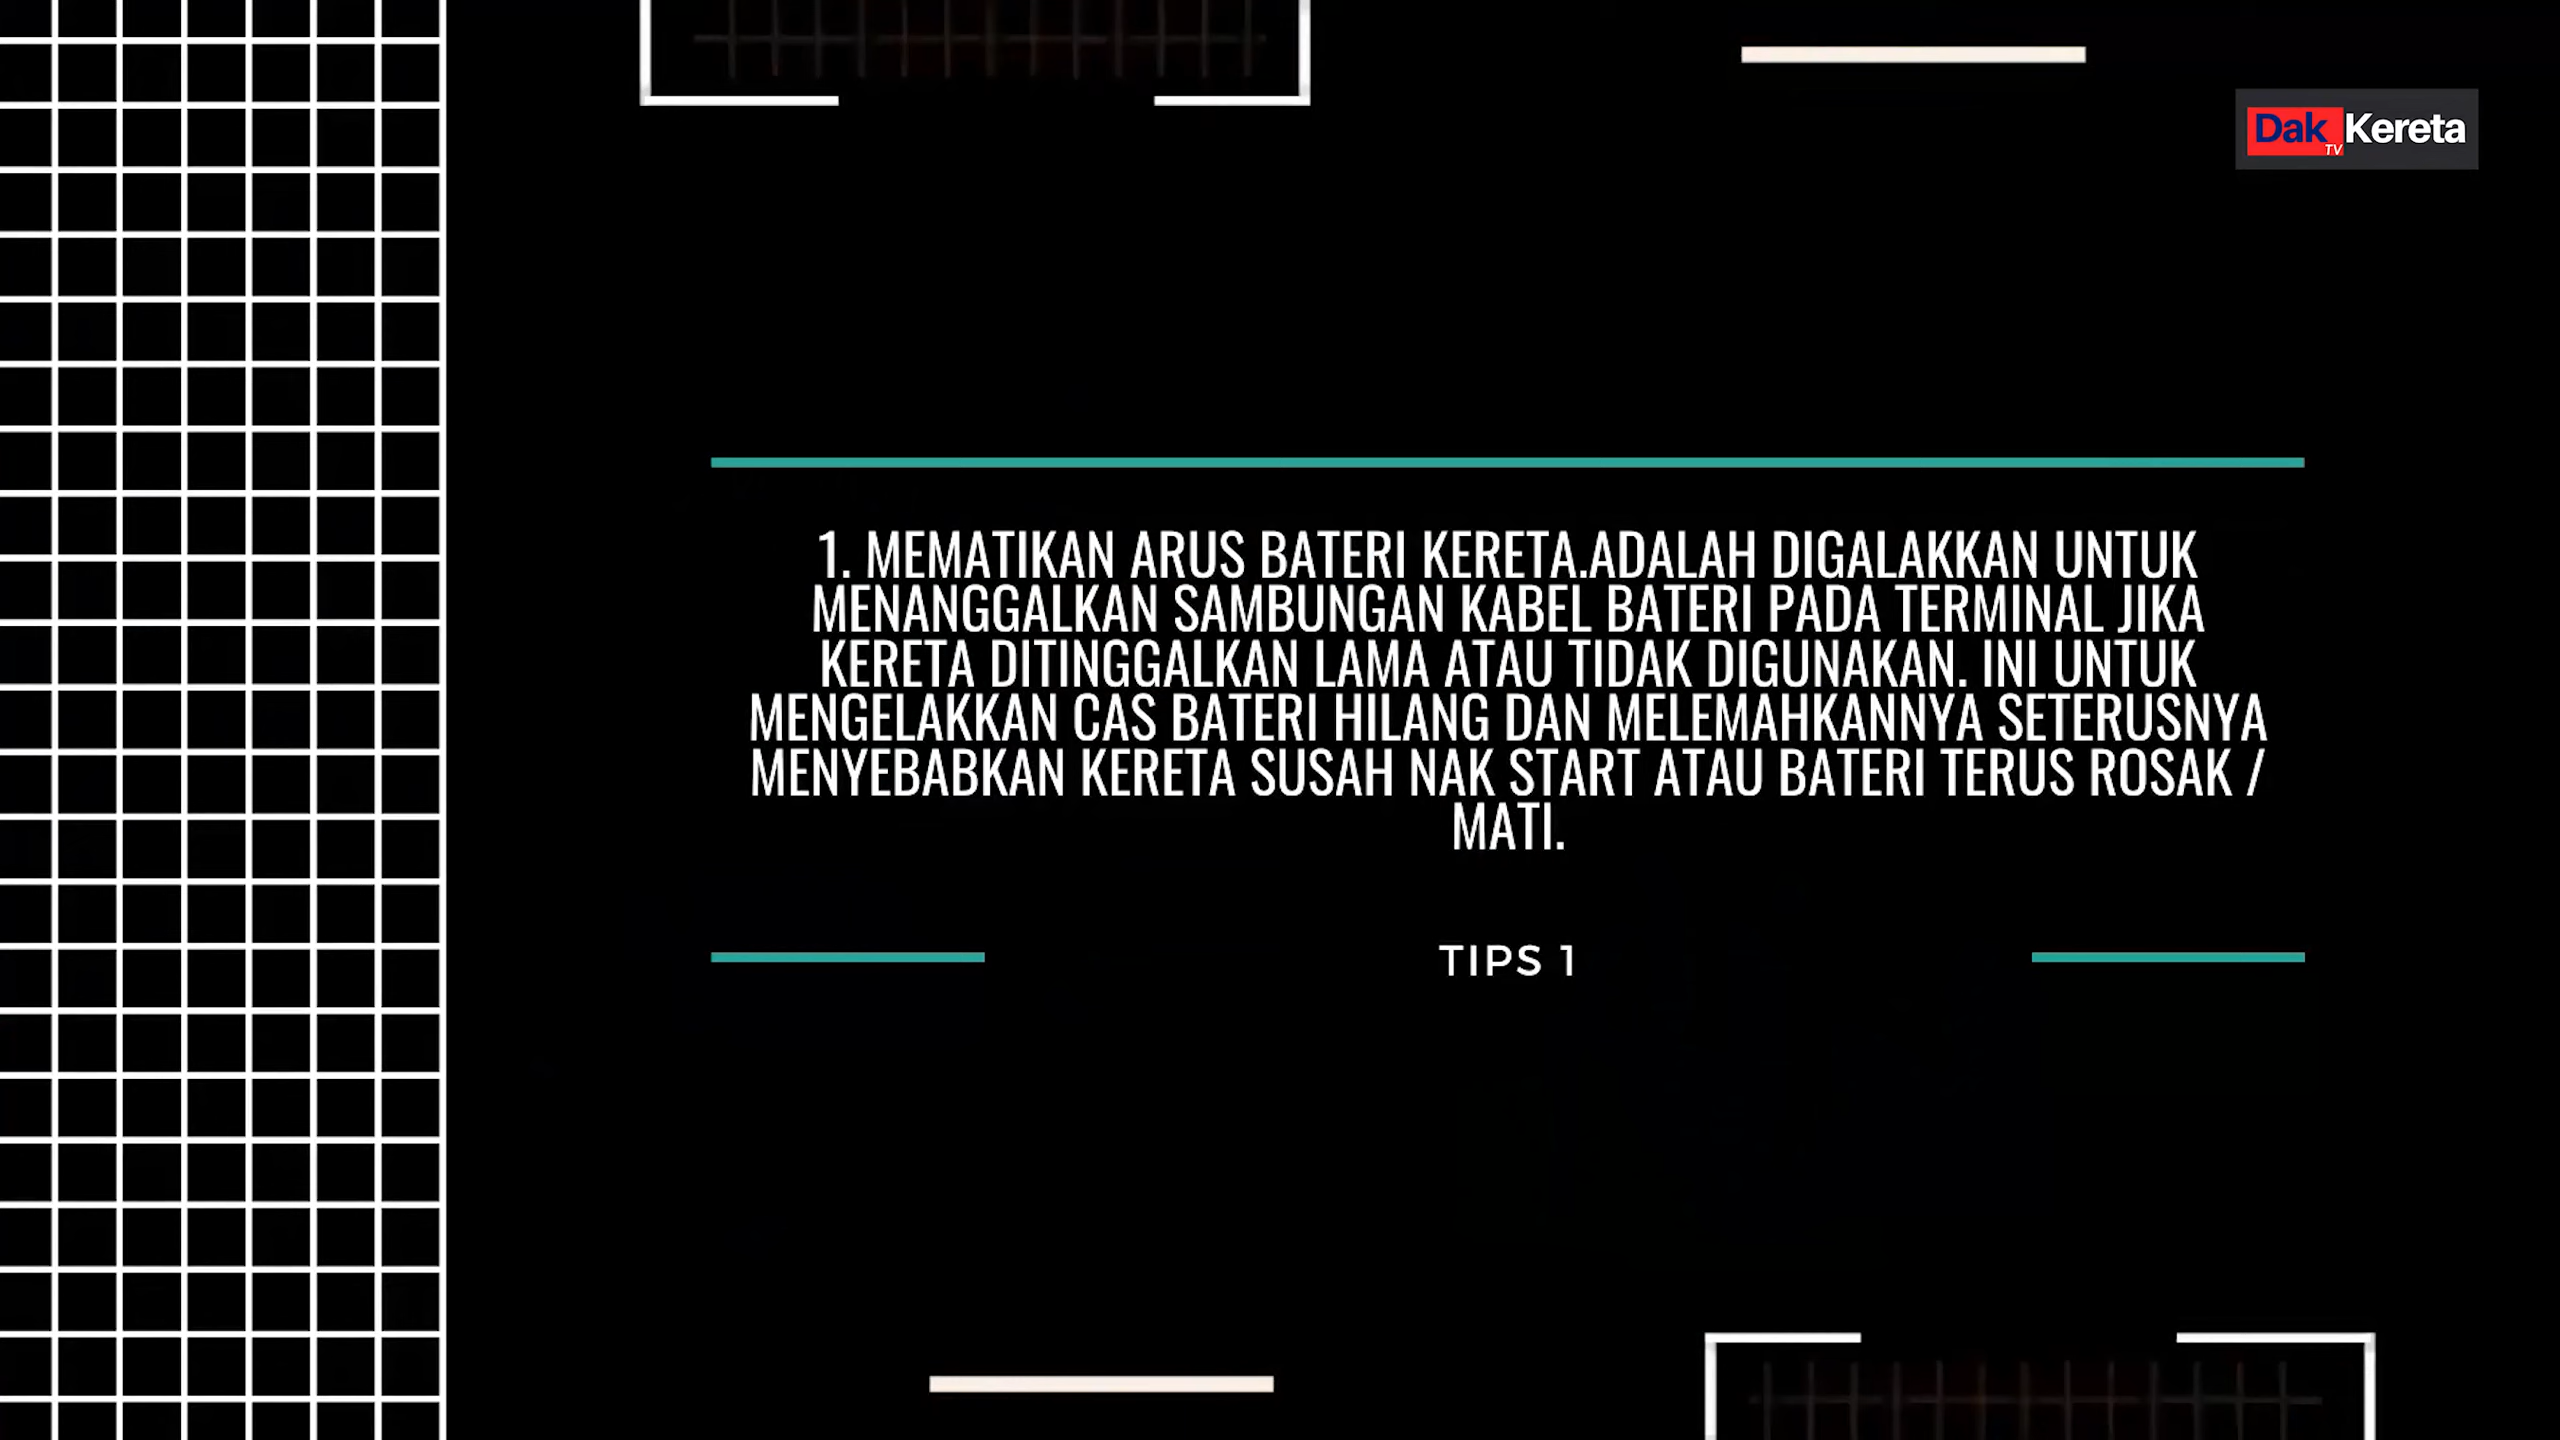 Dak Kereta
TV
1. MEMATIKAN ARUS BATERI KERETA.ADALAH DIGALAKKAN UNTUK
MENANGGALKAN SAMBUNGAN KABEL BATERI PADA TERMINAL JIKA
KERETA DITINGGALKAN LAMA ATAU TIDAK DIGUNAKAN. INI UNTUK
MENGELAKKAN CAS BATERI HILANG DAN MELEMAHKANNYA SETERUSNYA
MENYEBABKAN KERETA SUSAH NAK START ATAU BATERI TERUS ROSAK /
MATI.
TIPS 1